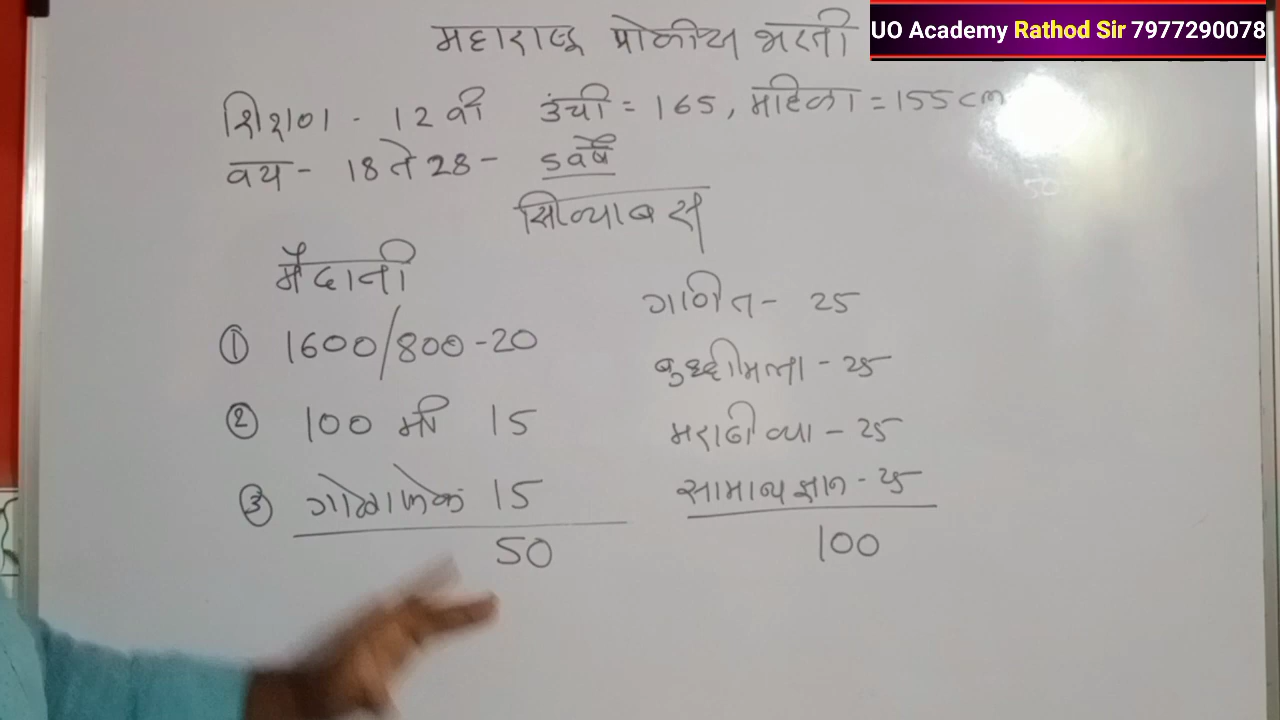 महाराष्ट्र पोलीस भरती
UO Academy Rathod Sir 7977290078
शिक्षण - 12 वी उंची = 165, महिला = 155 cm
वय - 18 ते 28 - 5 वर्षे
सिल्याबस
मैदानी
① 1600/800 - 20
② 100 मी 15
③ गोळाफेक 15
50
गणित - 25
बुध्दीमत्ता - 25
मराठी व्या - 25
सामान्य ज्ञान - 25
100